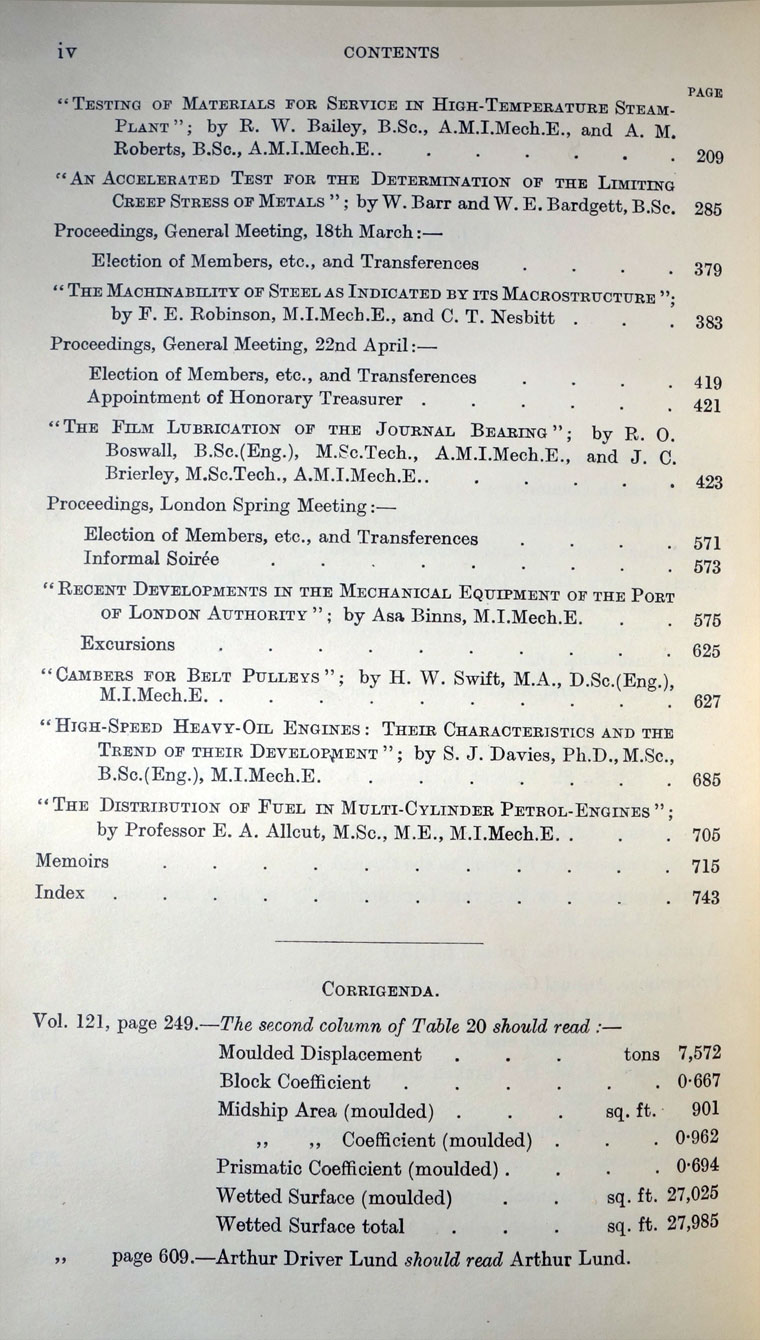 iv CONTENTS
PAGE
“Testing of Materials for Service in High-Temperature Steam-
Plant”; by R. W. Bailey, B.Sc., A.M.I.Mech.E., and A. M.
Roberts, B.Sc., A.M.I.Mech.E. . . . . . . . 209
“An Accelerated Test for the Determination of the Limiting
Creep Stress of Metals”; by W. Barr and W. E. Bardgett, B.Sc. 285
Proceedings, General Meeting, 18th March:—
Election of Members, etc., and Transferences . . . . 379
“The Machinability of Steel as Indicated by its Macrostructure”;
by F. E. Robinson, M.I.Mech.E., and C. T. Nesbitt . . . 383
Proceedings, General Meeting, 22nd April:—
Election of Members, etc., and Transferences . . . . 419
Appointment of Honorary Treasurer . . . . . . 421
“The Film Lubrication of the Journal Bearing”; by R. O.
Boswall, B.Sc.(Eng.), M.Sc.Tech., A.M.I.Mech.E., and J. C.
Brierley, M.Sc.Tech., A.M.I.Mech.E. . . . . . . 423
Proceedings, London Spring Meeting:—
Election of Members, etc., and Transferences . . . . 571
Informal Soirée . . . . . . . . . 573
“Recent Developments in the Mechanical Equipment of the Port
of London Authority”; by Asa Binns, M.I.Mech.E. . . 575
Excursions . . . . . . . . . . 625
“Cambers for Belt Pulleys”; by H. W. Swift, M.A., D.Sc.(Eng.),
M.I.Mech.E. . . . . . . . . . . 627
“High-Speed Heavy-Oil Engines: Their Characteristics and the
Trend of their Development”; by S. J. Davies, Ph.D., M.Sc.,
B.Sc.(Eng.), M.I.Mech.E. . . . . . . . 685
“The Distribution of Fuel in Multi-Cylinder Petrol-Engines”;
by Professor E. A. Allcut, M.Sc., M.E., M.I.Mech.E. . . . 705
Memoirs . . . . . . . . . . . 715
Index . . . . . . . . . . . . 743
Corrigenda.
Vol. 121, page 249.—The second column of Table 20 should read :—
Moulded Displacement . . . tons 7,572
Block Coefficient . . . . . . 0·667
Midship Area (moulded) . . . sq. ft. 901
,, ,, Coefficient (moulded) . . . 0·962
Prismatic Coefficient (moulded) . . . . 0·694
Wetted Surface (moulded) . . sq. ft. 27,025
Wetted Surface total . . . sq. ft. 27,985
,, page 609.—Arthur Driver Lund should read Arthur Lund.